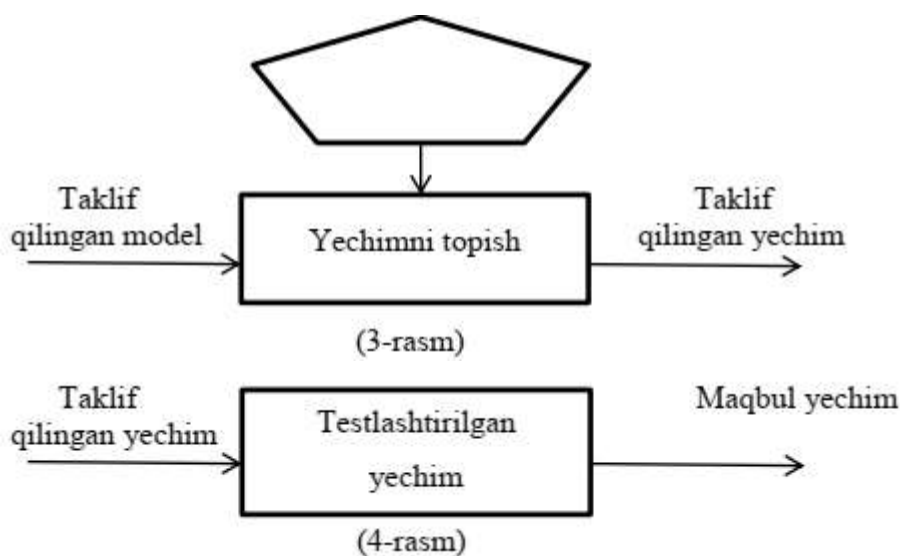 Taklif
qilingan model
Yechimni topish
Taklif
qilingan yechim
(3-rasm)
Taklif
qilingan yechim
Testlashtirilgan
yechim
Maqbul yechim
(4-rasm)